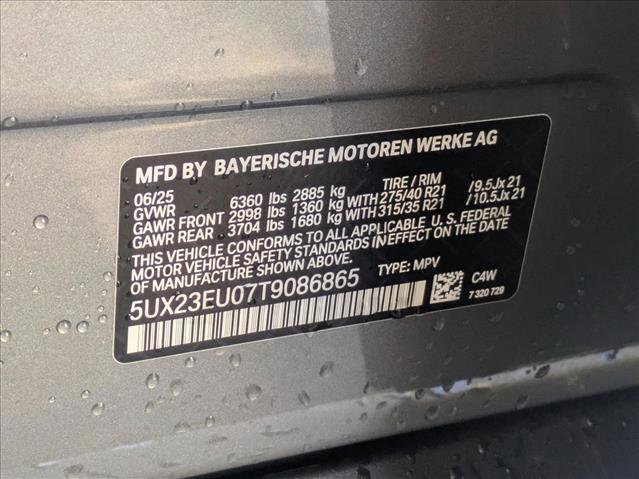 MFD BY BAYERISCHE MOTOREN WERKE AG
06/25 TIRE / RIM
GVWR 6360 lbs 2885 kg
GAWR FRONT 2998 lbs 1360 kg WITH 275/40 R21 /9.5Jx21
GAWR REAR 3704 lbs 1680 kg WITH 315/35 R21 /10.5Jx21
THIS VEHICLE CONFORMS TO ALL APPLICABLE U.S. FEDERAL
MOTOR VEHICLE SAFETY STANDARDS IN EFFECT ON THE DATE
OF MANUFACTURE SHOWN ABOVE.
5UX23EU07T9086865 TYPE: MPV
C4W
7 320 729